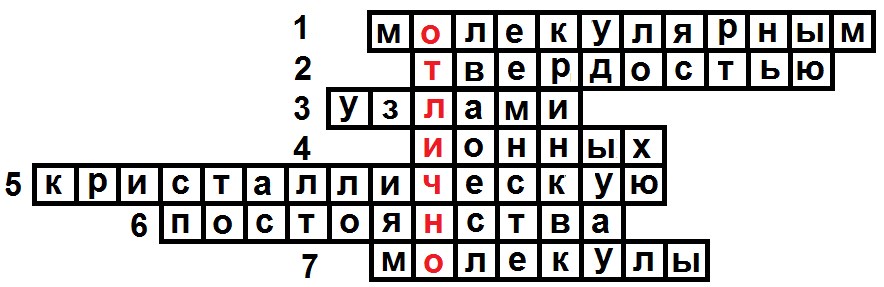 1 молекулярным
2 твердостью
3 узлами
4 ионных
5 кристаллическую
6 постоянства
7 молекулы